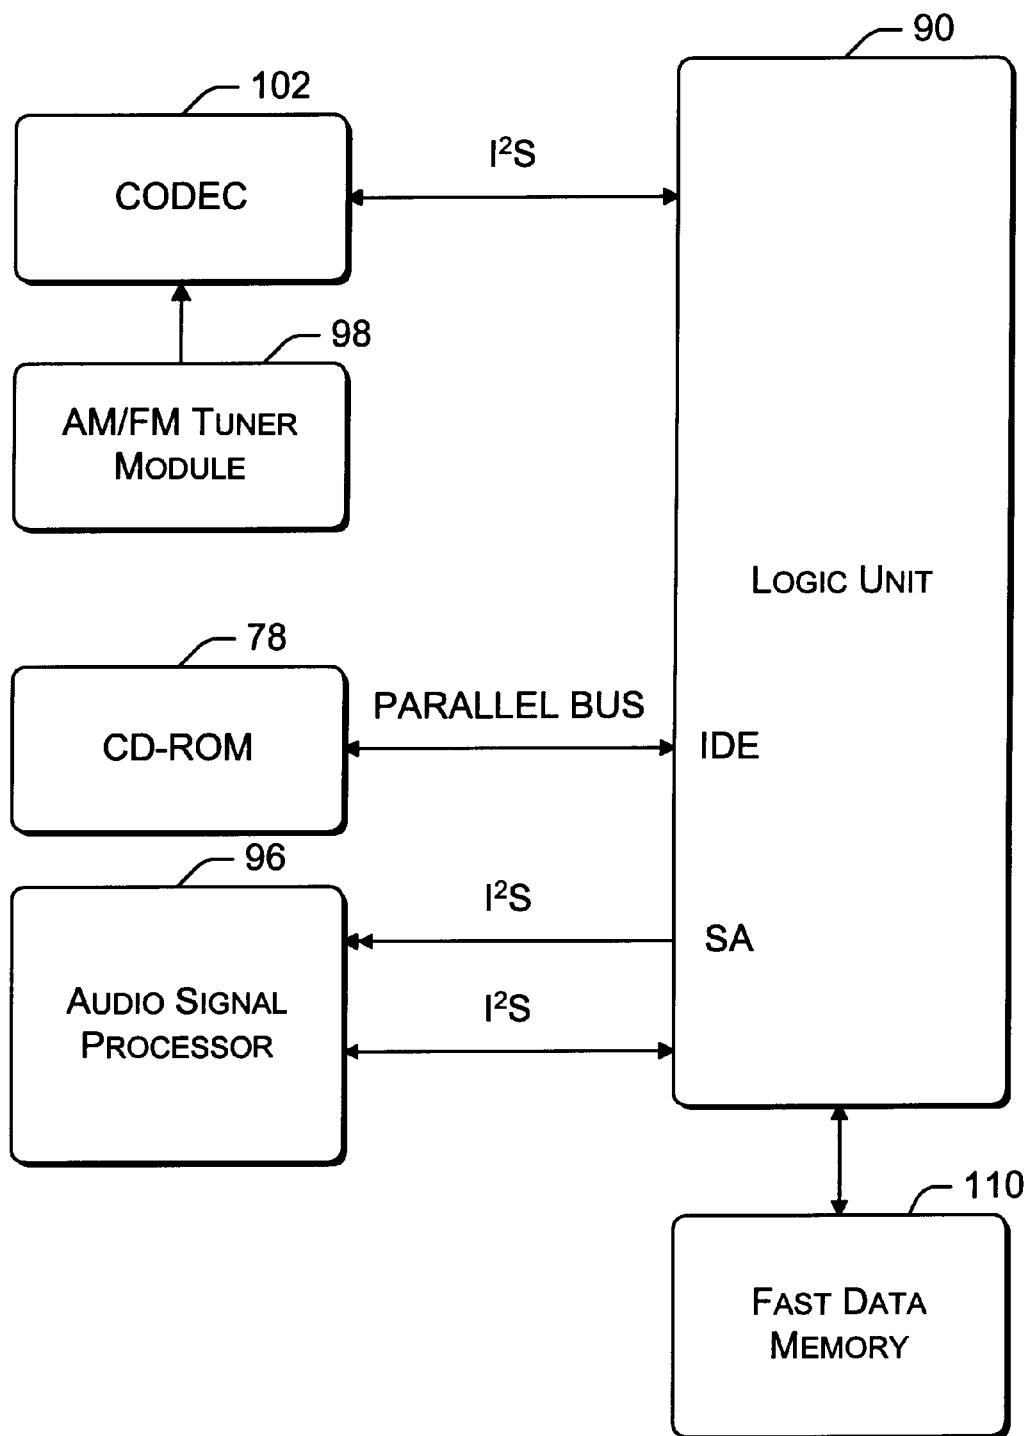 90
102
CODEC
I²S
98
AM/FM TUNER
MODULE
LOGIC UNIT
78
CD-ROM
PARALLEL BUS
IDE
96
AUDIO SIGNAL
PROCESSOR
I²S
SA
I²S
110
FAST DATA
MEMORY